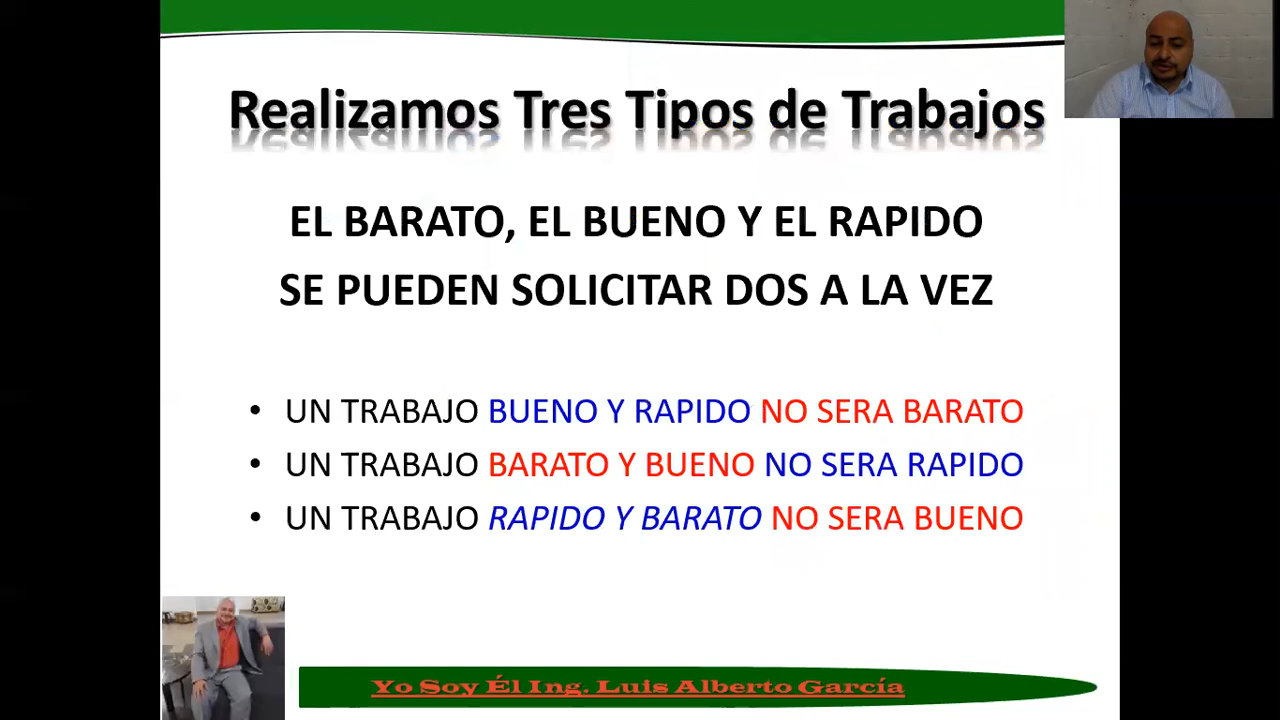 Realizamos Tres Tipos de Trabajos
EL BARATO, EL BUENO Y EL RAPIDO
SE PUEDEN SOLICITAR DOS A LA VEZ
• UN TRABAJO BUENO Y RAPIDO NO SERA BARATO
• UN TRABAJO BARATO Y BUENO NO SERA RAPIDO
• UN TRABAJO RAPIDO Y BARATO NO SERA BUENO
Yo Soy Él Ing. Luis Alberto García